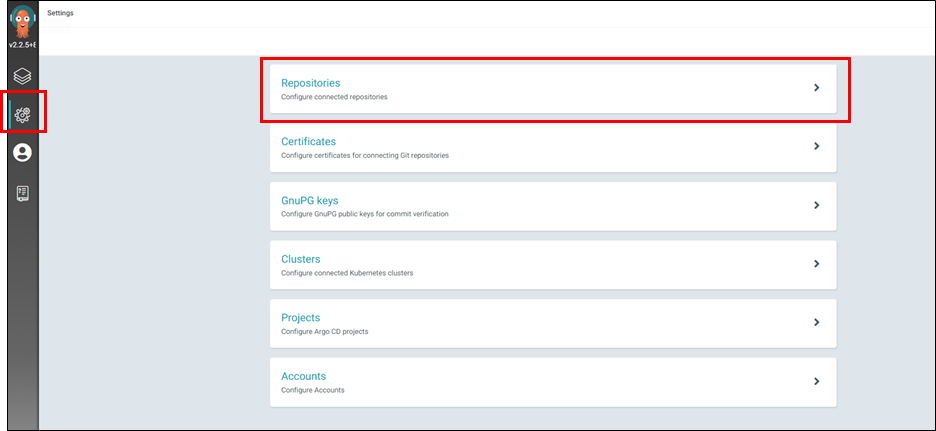 Settings
v2.2.5+8
Repositories
Configure connected repositories
Certificates
Configure certificates for connecting Git repositories
GnuPG keys
Configure GnuPG public keys for commit verification
Clusters
Configure connected Kubernetes clusters
Projects
Configure Argo CD projects
Accounts
Configure Accounts